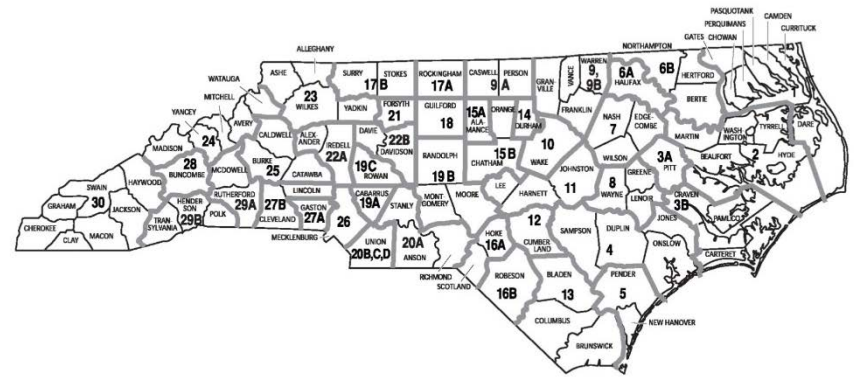 PASQUOTANK
PERQUIMANS
CAMDEN
GATES
CHOWAN
CURRITUCK
NORTHAMPTON
ALLEGHANY
ASHE
SURRY
STOKES
17 B
ROCKINGHAM
17A
CASWELL
PERSON
9 A
GRAN-
VILLE
VANCE
WARREN
9,
9B
6A
HALIFAX
6B
HERTFORD
BERTIE
WATAUGA
23
WILKES
YADKIN
FORSYTH
21
GUILFORD
18
15A
ALA-
MANCE
ORANGE
14
DURHAM
FRANKLIN
NASH
7
EDGE-
COMBE
MARTIN
WASH-
INGTON
TYRRELL
DARE
MITCHELL
YANCEY
24
AVERY
CALDWELL
ALEX-
ANDER
IREDELL
22A
DAVIE
22B
DAVIDSON
RANDOLPH
19 B
15 B
CHATHAM
10
WAKE
WILSON
3A
PITT
BEAUFORT
2
HYDE
MADISON
28
BUNCOMBE
MCDOWELL
BURKE
25
CATAWBA
19C
ROWAN
JOHNSTON
11
8
WAYNE
GREENE
LENOIR
CRAVEN
3B
PAMLICO
HAYWOOD
SWAIN
30
GRAHAM
JACKSON
CHEROKEE
CLAY
MACON
TRAN-
SYLVANIA
HENDER
SON
29B
RUTHERFORD
29A
POLK
LINCOLN
27B
CLEVELAND
GASTON
27A
MECKLENBURG
26
CABARRUS
19A
STANLY
MONT
GOMERY
MOORE
LEE
HARNETT
JONES
CARTERET
UNION
20B,C,D
20A
ANSON
RICHMOND
SCOTLAND
HOKE
16A
12
CUMBER
LAND
SAMPSON
DUPLIN
4
ONSLOW
ROBESON
16B
BLADEN
13
PENDER
5
COLUMBUS
NEW HANOVER
BRUNSWICK